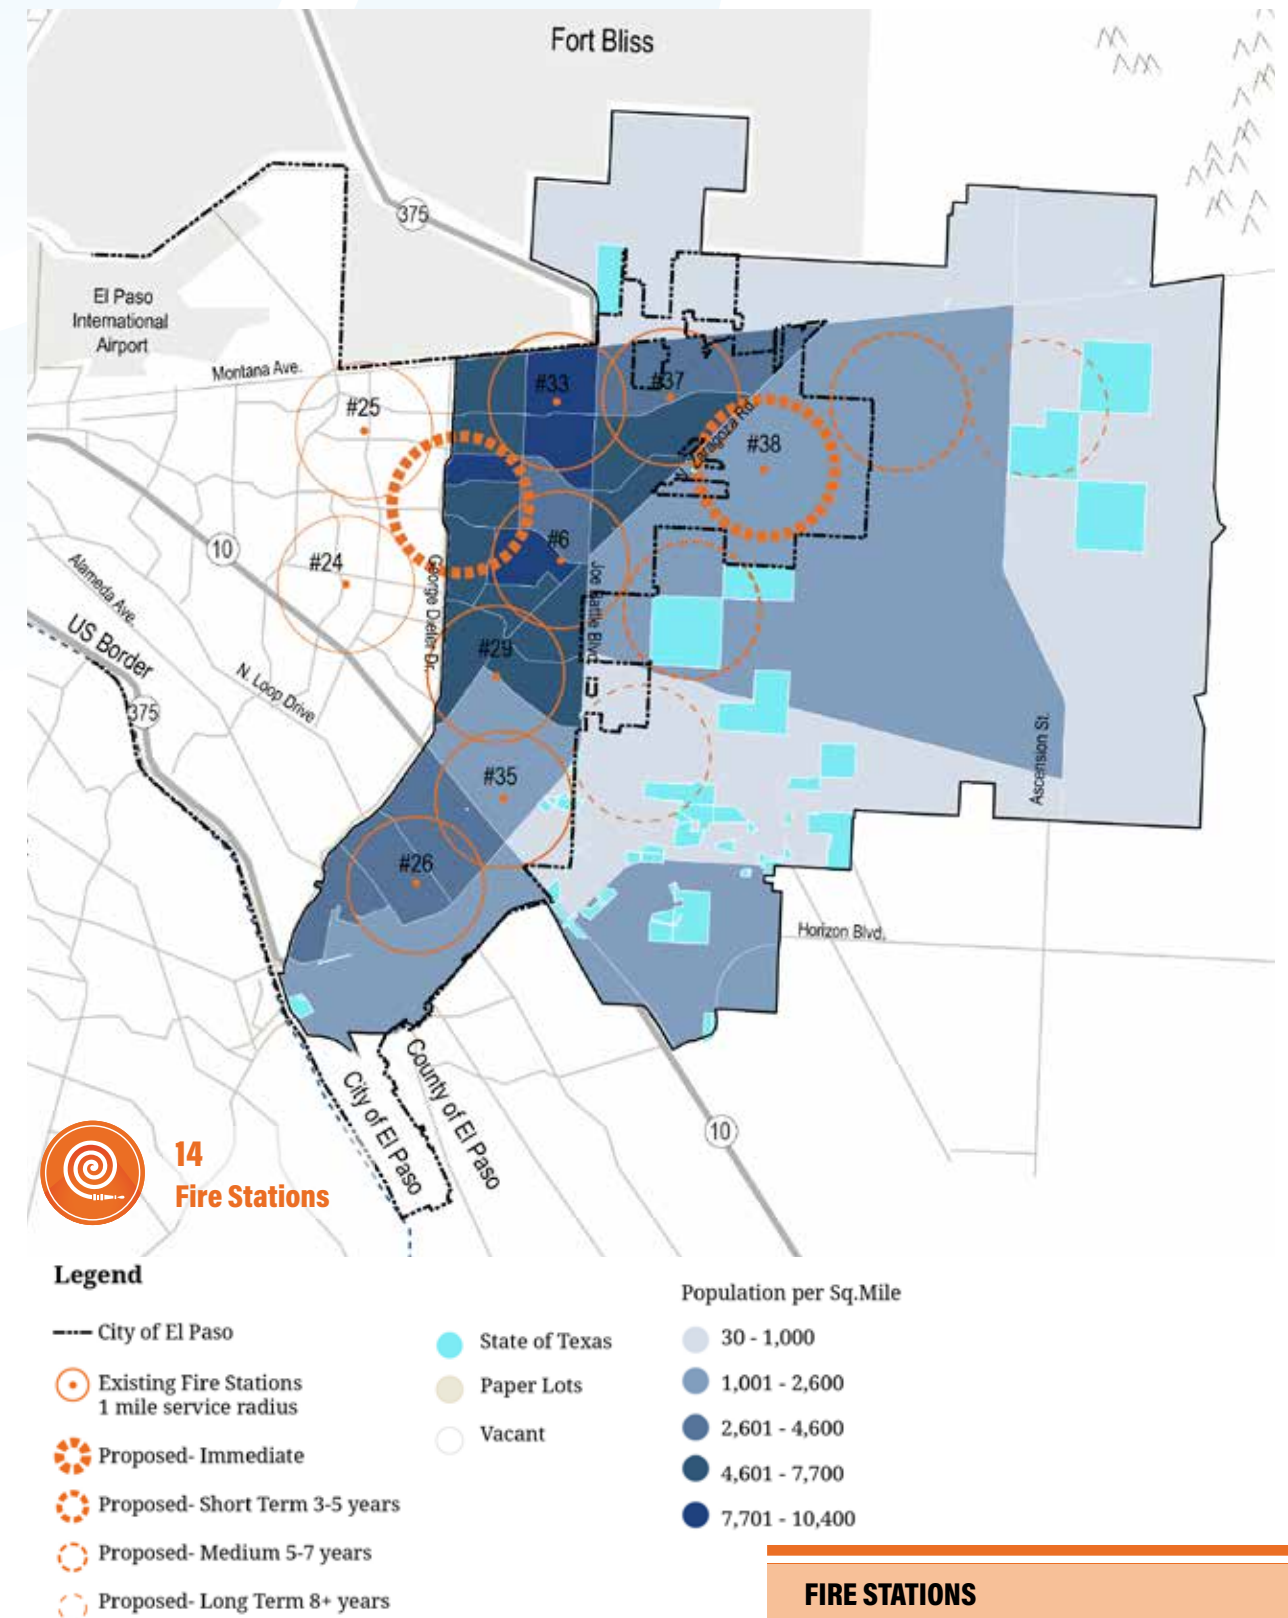 Fort Bliss
375
El Paso
International
Airport
Montana Ave.
#33
#37
#25
N. Zaragoza Rd.
#38
10
#6
#24
Alameda Ave.
George Dieter Dr.
Joe Battle Blvd.
US Border
#29
N. Loop Drive
375
Ascension St.
#35
#26
Horizon Blvd.
City of El Paso
County of El Paso
10
14
Fire Stations
Legend
City of El Paso
Existing Fire Stations
1 mile service radius
Proposed- Immediate
Proposed- Short Term 3-5 years
Proposed- Medium 5-7 years
Proposed- Long Term 8+ years
State of Texas
Paper Lots
Vacant
Population per Sq.Mile
30 - 1,000
1,001 - 2,600
2,601 - 4,600
4,601 - 7,700
7,701 - 10,400
FIRE STATIONS